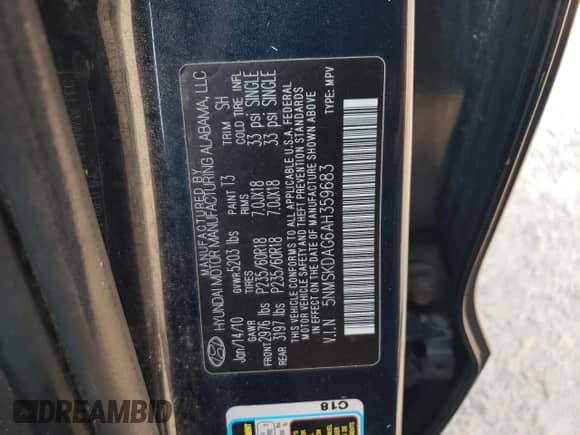 MANUFACTURED BY
HYUNDAI MOTOR MANUFACTURING ALABAMA, LLC
Jan/14/10 GVWR 5203 lbs PAINT T3 TRIM SH
GAWR TIRES RIMS COLD TIRE INFL
FRONT 2976 lbs P235/60R18 7.0JX18 33 psi SINGLE
REAR 3197 lbs P235/60R18 7.0JX18 33 psi SINGLE
THIS VEHICLE CONFORMS TO ALL APPLICABLE U.S.A. FEDERAL
MOTOR VEHICLE SAFETY AND THEFT PREVENTION STANDARDS
IN EFFECT ON THE DATE OF MANUFACTURE SHOWN ABOVE
V.I.N 5NMSKDAG6AH359683 TYPE: MPV
C18
DREAMBID